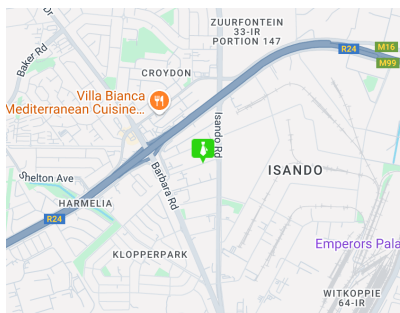 ZUURFONTEIN
33-IR
PORTION 147
Dr
R24
M16
M99
Baker Rd
CROYDON
Villa Bianca
Mediterranean Cuisine...
Isando Rd
Shelton Ave
Barbara Rd
ISANDO
HARMELIA
R24
KLOPPERPARK
Emperors Pala
WITKOPPIE
64-IR